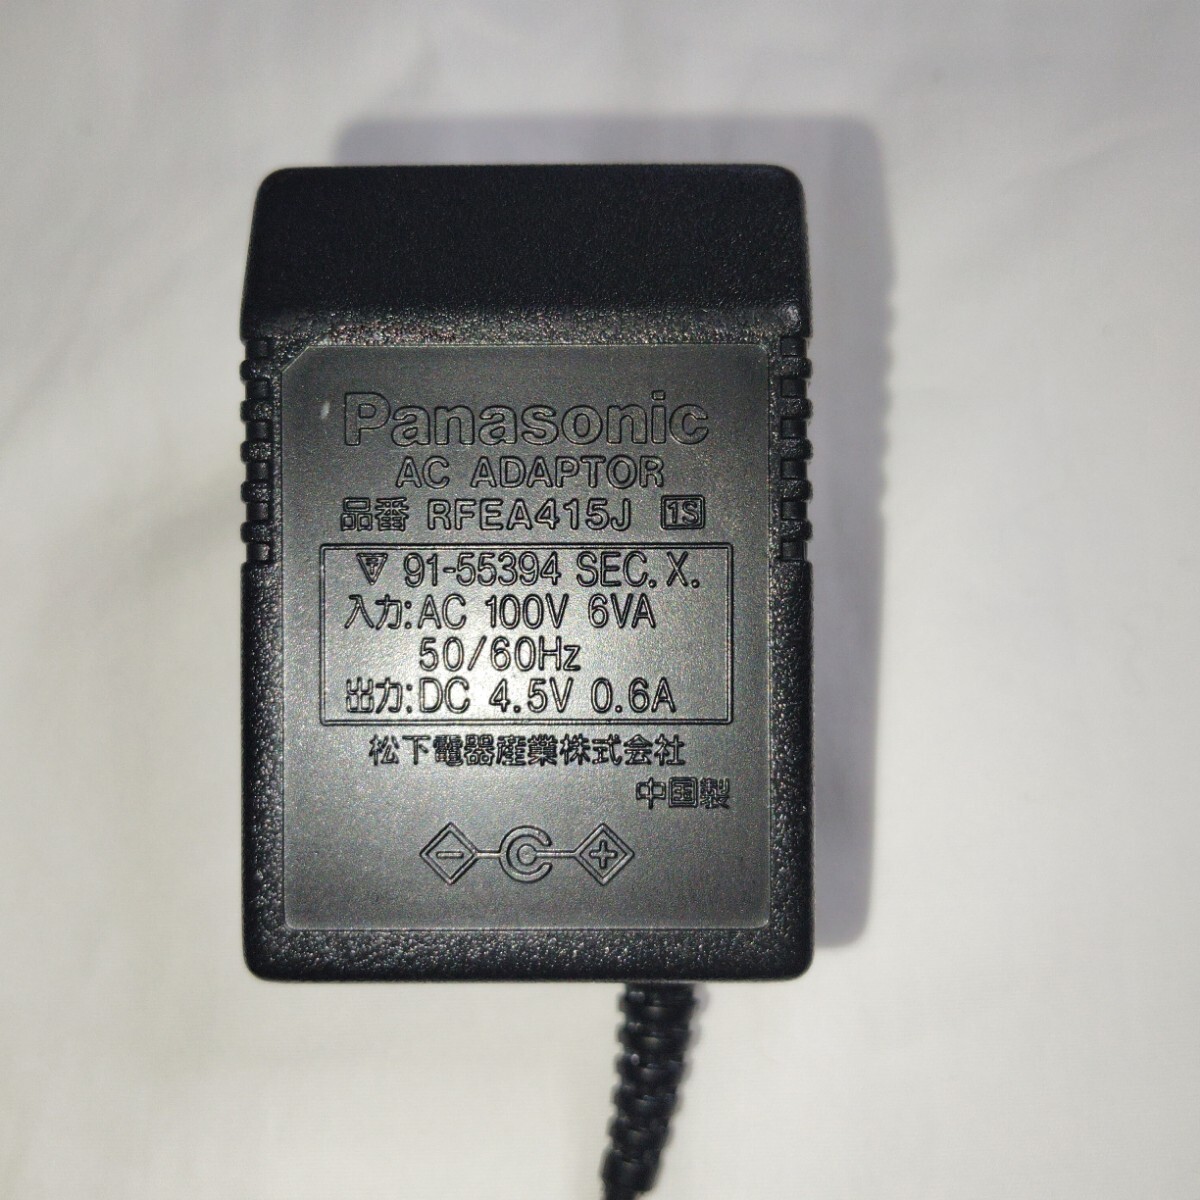 Panasonic
AC ADAPTOR
品番 RFEA415J 1S
91-55394 SEC. X.
入力:AC 100V 6VA
50/60Hz
出力:DC 4.5V 0.6A
松下電器産業株式会社
中国製
- +